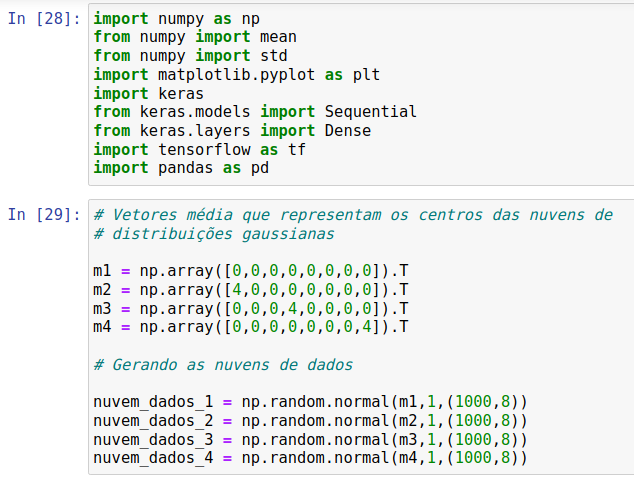 In [28]:
import numpy as np
from numpy import mean
from numpy import std
import matplotlib.pyplot as plt
import keras
from keras.models import Sequential
from keras.layers import Dense
import tensorflow as tf
import pandas as pd
In [29]:
# Vetores média que representam os centros das nuvens de
# distribuições gaussianas
m1 = np.array([0,0,0,0,0,0,0,0]).T
m2 = np.array([4,0,0,0,0,0,0,0]).T
m3 = np.array([0,0,0,4,0,0,0,0]).T
m4 = np.array([0,0,0,0,0,0,0,4]).T
# Gerando as nuvens de dados
nuvem_dados_1 = np.random.normal(m1,1,(1000,8))
nuvem_dados_2 = np.random.normal(m2,1,(1000,8))
nuvem_dados_3 = np.random.normal(m3,1,(1000,8))
nuvem_dados_4 = np.random.normal(m4,1,(1000,8))